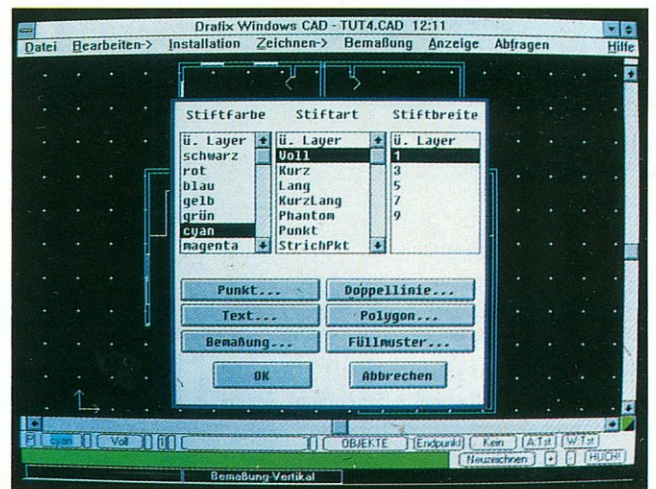 Drafix Windows CAD - TUT4.CAD 12:11
Datei Bearbeiten-> Installation Zeichnen-> Bemaßung Anzeige Abfragen Hilfe
Stiftfarbe Stiftart Stiftbreite
ü. Layer ü. Layer ü. Layer
schwarz Voll 1
rot Kurz 3
blau Lang 5
gelb KurzLang 7
grün Phantom 9
cyan Punkt
magenta StrichPkt
Punkt... Doppellinie...
Text... Polygon...
Bemaßung... Füllmuster...
OK Abbrechen
P cyan Voll 1 OBJEKTE Endpunkt Kein A:Tst W:Tst
Neuzeichnen + - HUCH!
Bemaßung-Vertikal